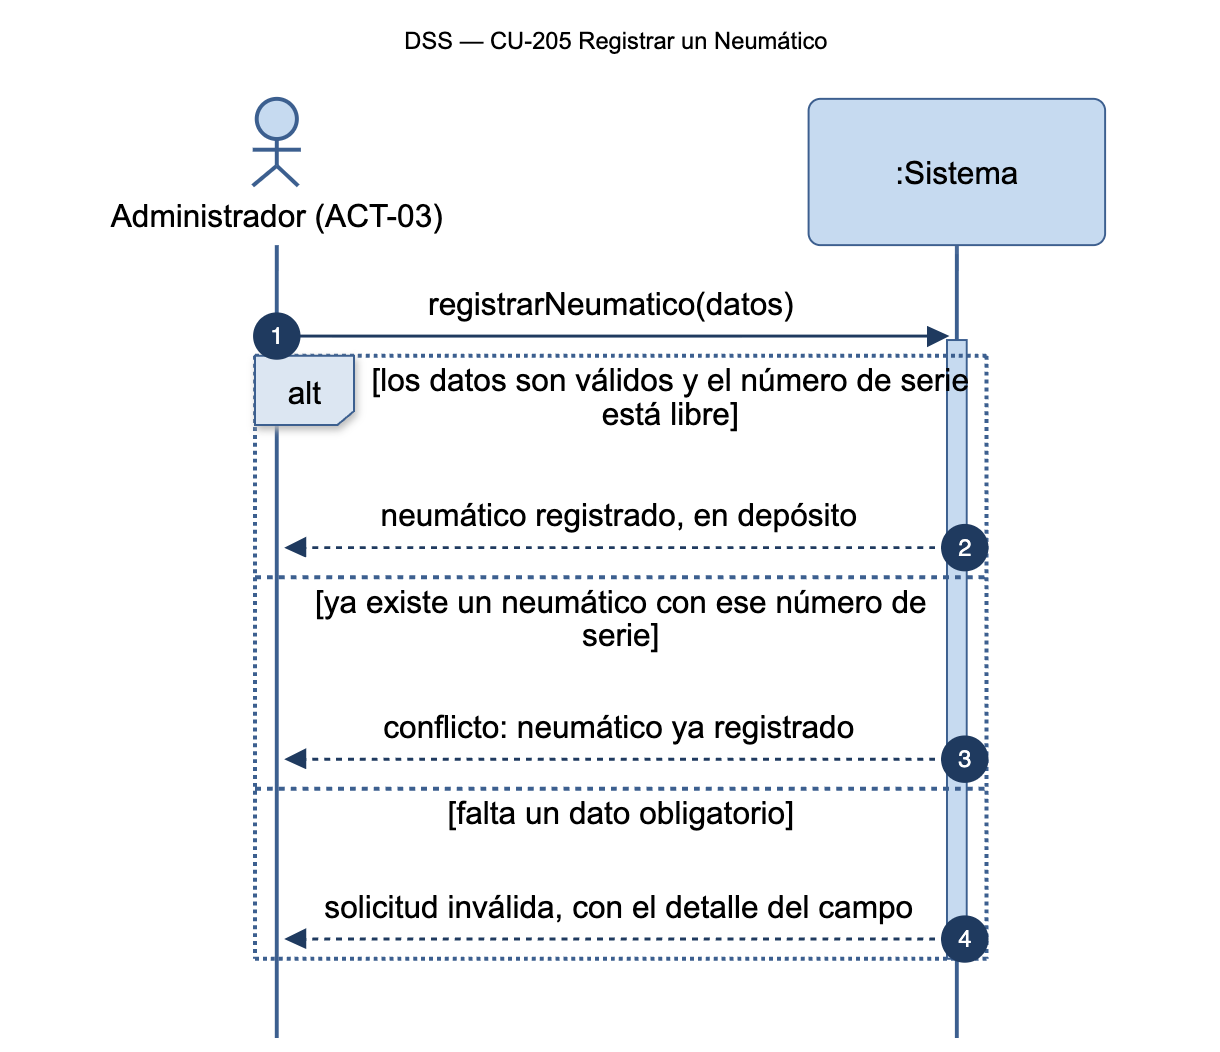 DSS — CU-205 Registrar un Neumático
:Sistema
Administrador (ACT-03)
registrarNeumatico(datos)
1
alt
[los datos son válidos y el número de serie
está libre]
neumático registrado, en depósito
2
[ya existe un neumático con ese número de
serie]
conflicto: neumático ya registrado
3
[falta un dato obligatorio]
solicitud inválida, con el detalle del campo
4